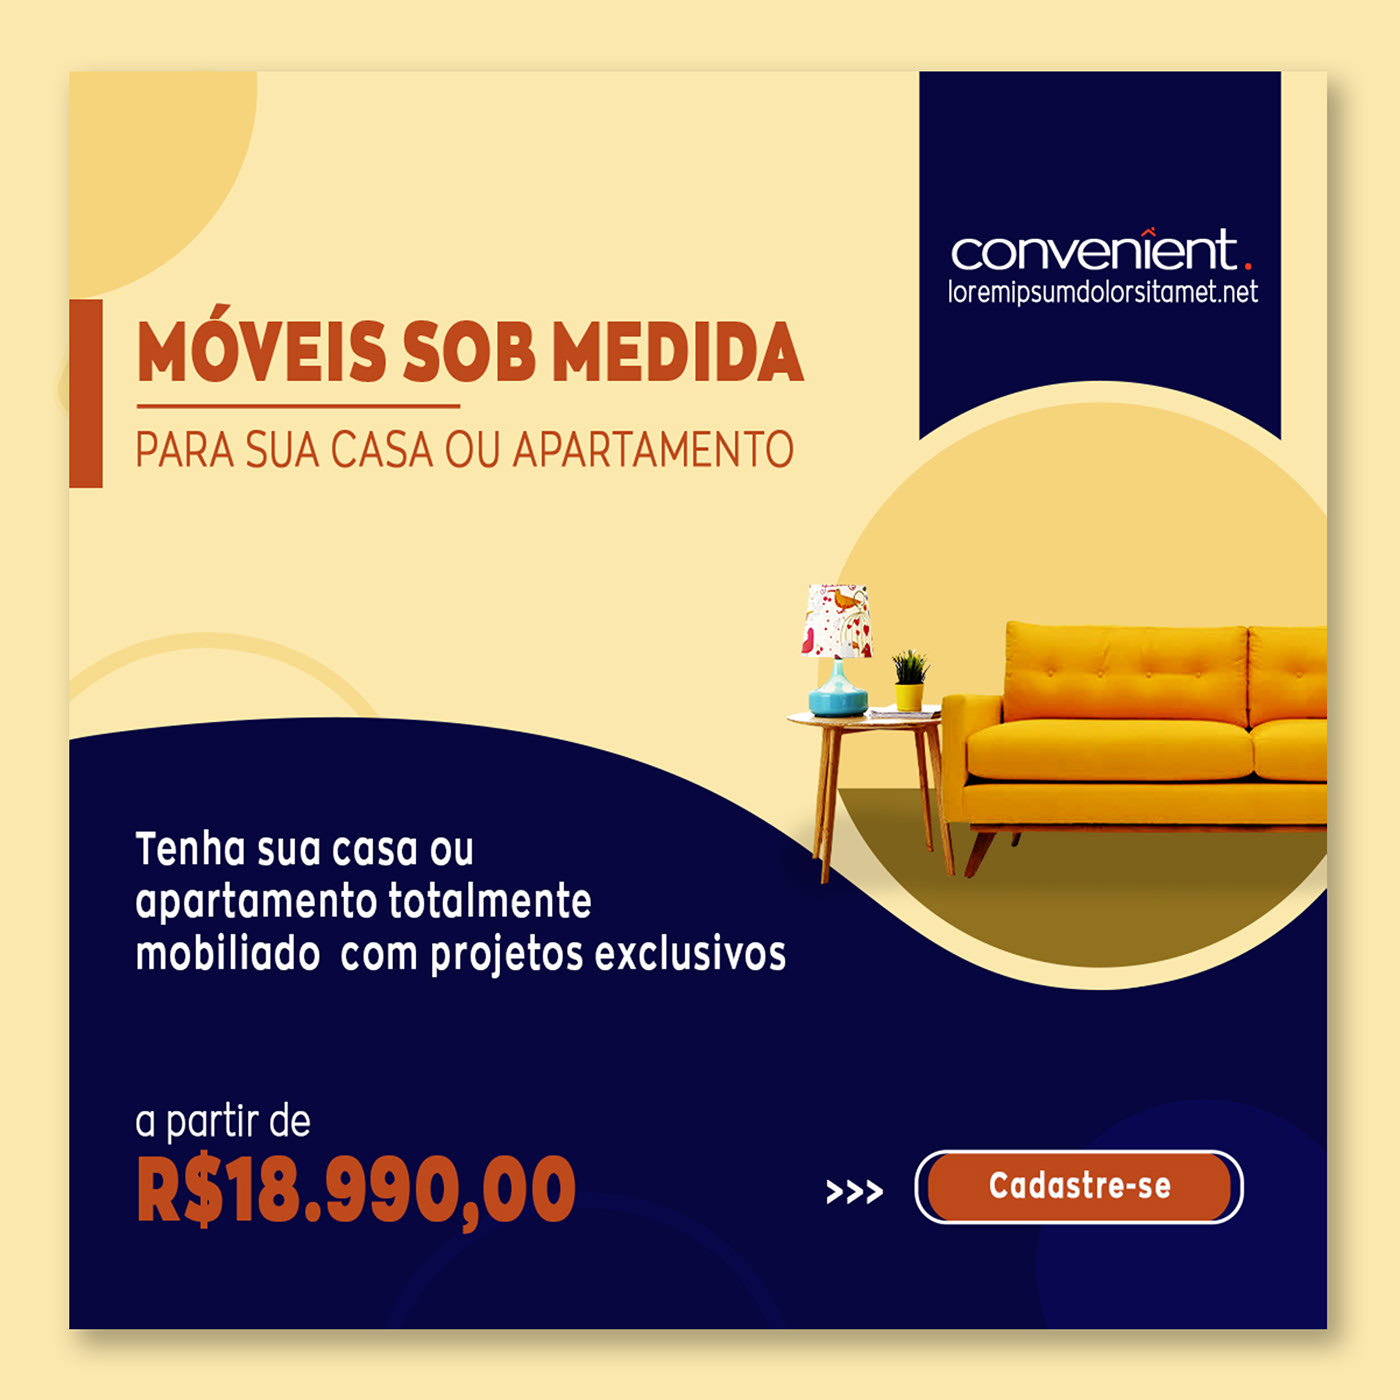 convenient.
loremipsumdolorsitamet.net
MÓVEIS SOB MEDIDA
PARA SUA CASA OU APARTAMENTO
Tenha sua casa ou
apartamento totalmente
mobiliado  com projetos exclusivos
a partir de
R$18.990,00
>>> Cadastre-se